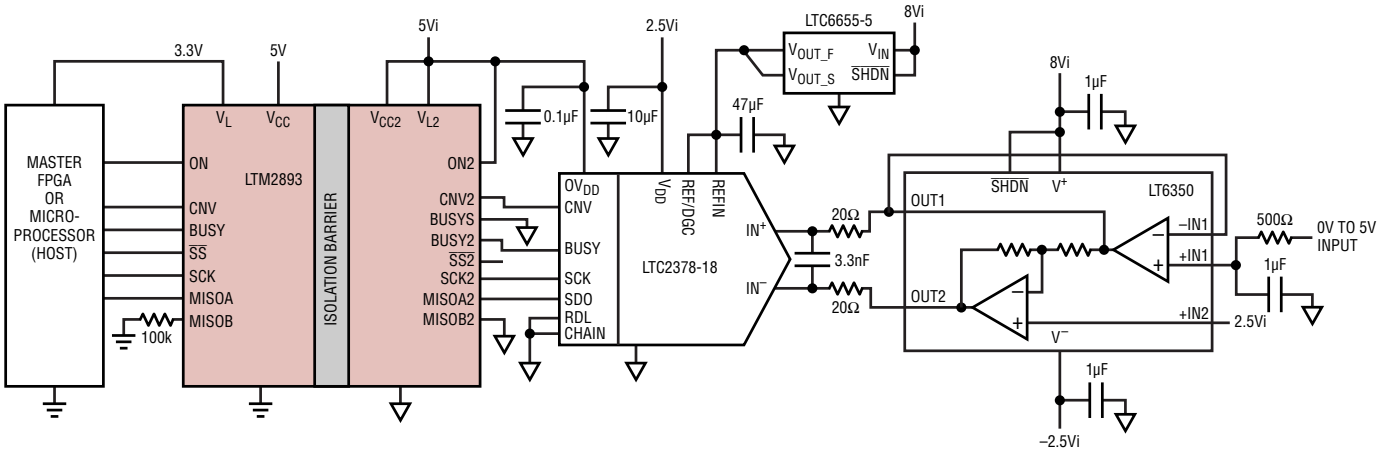 3.3V
5V
5Vi
2.5Vi
LTC6655-5
8Vi
V_OUT_F
V_IN
V_OUT_S
SHDN
0.1µF
10µF
47µF
8Vi
1µF
V_L
V_CC
V_CC2
V_L2
MASTER
FPGA
OR
MICRO-
PROCESSOR
(HOST)
LTM2893
ISOLATION BARRIER
ON
CNV
BUSY
SS
SCK
MISOA
MISOB
100k
ON2
CNV2
BUSYS
BUSY2
SS2
SCK2
MISOA2
MISOB2
OV_DD
V_DD
REF/DGC
REFIN
CNV
BUSY
SCK
SDO
RDL
CHAIN
LTC2378-18
IN+
IN−
20Ω
3.3nF
20Ω
SHDN
V+
LT6350
OUT1
OUT2
−IN1
+IN1
+IN2
−
+
−
+
V−
500Ω
0V TO 5V
INPUT
1µF
2.5Vi
1µF
−2.5Vi